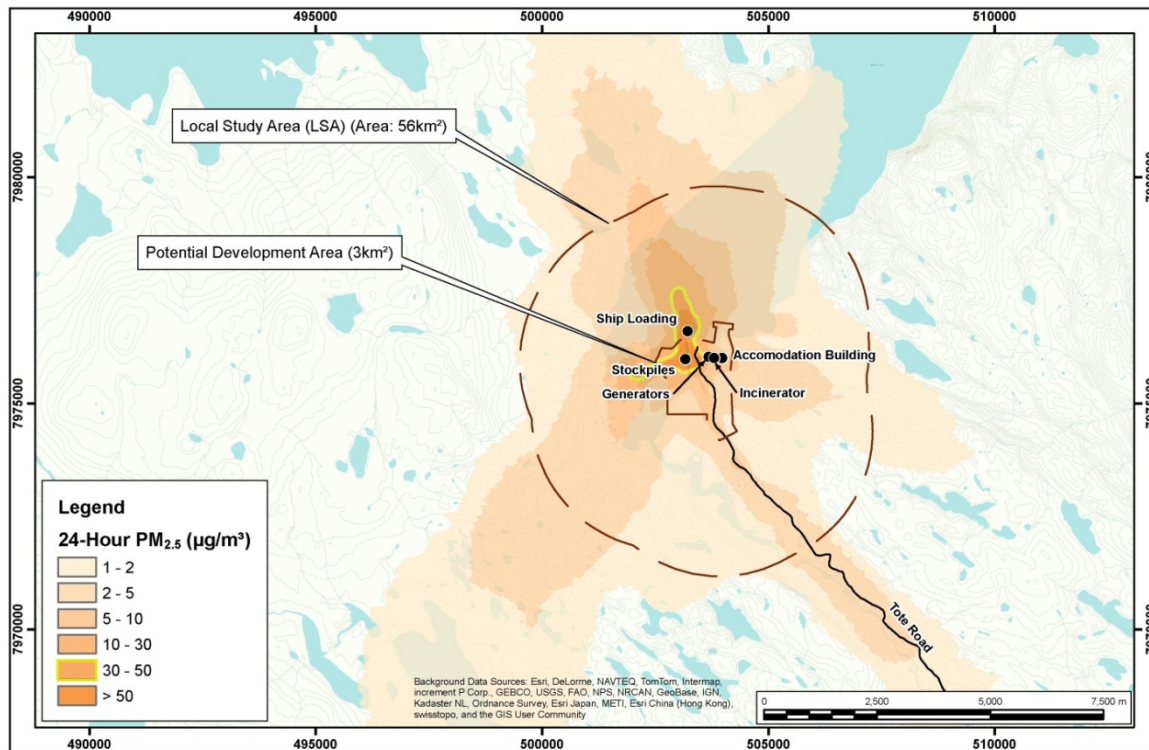 490000 495000 500000 505000 510000
7980000 7980000
7975000 7975000
7970000 7970000
Local Study Area (LSA) (Area: 56km²)
Potential Development Area (3km²)
Ship Loading
Stockpiles
Generators
Accomodation Building
Incinerator
Tote Road
Legend
24-Hour PM2.5 (µg/m³)
1 - 2
2 - 5
5 - 10
10 - 30
30 - 50
> 50
Background Data Sources: Esri, DeLorme, NAVTEQ, TomTom, Intermap,
increment P Corp., GEBCO, USGS, FAO, NPS, NRCAN, GeoBase, IGN,
Kadaster NL, Ordnance Survey, Esri Japan, METI, Esri China (Hong Kong),
swisstopo, and the GIS User Community
0 2,500 5,000 7,500 m
490000 495000 500000 505000 510000